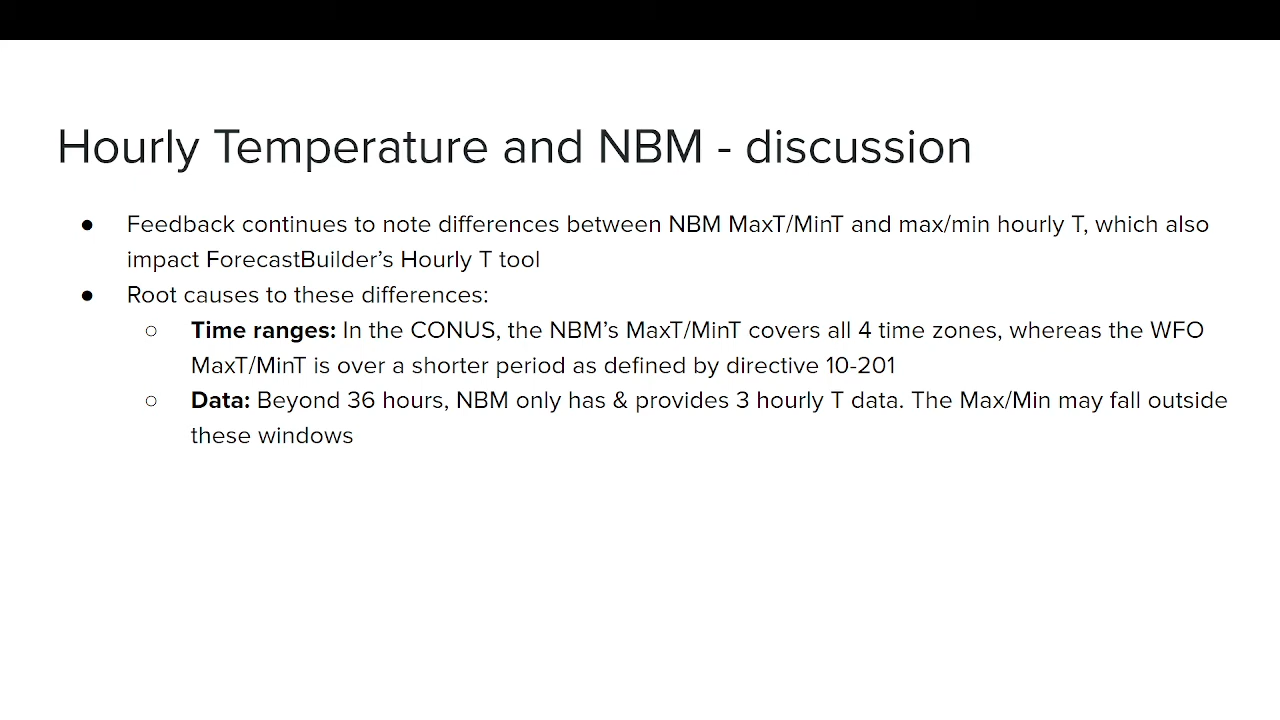 Hourly Temperature and NBM - discussion
● Feedback continues to note differences between NBM MaxT/MinT and max/min hourly T, which also
impact ForecastBuilder’s Hourly T tool
● Root causes to these differences:
○ Time ranges: In the CONUS, the NBM’s MaxT/MinT covers all 4 time zones, whereas the WFO
MaxT/MinT is over a shorter period as defined by directive 10-201
○ Data: Beyond 36 hours, NBM only has & provides 3 hourly T data. The Max/Min may fall outside
these windows